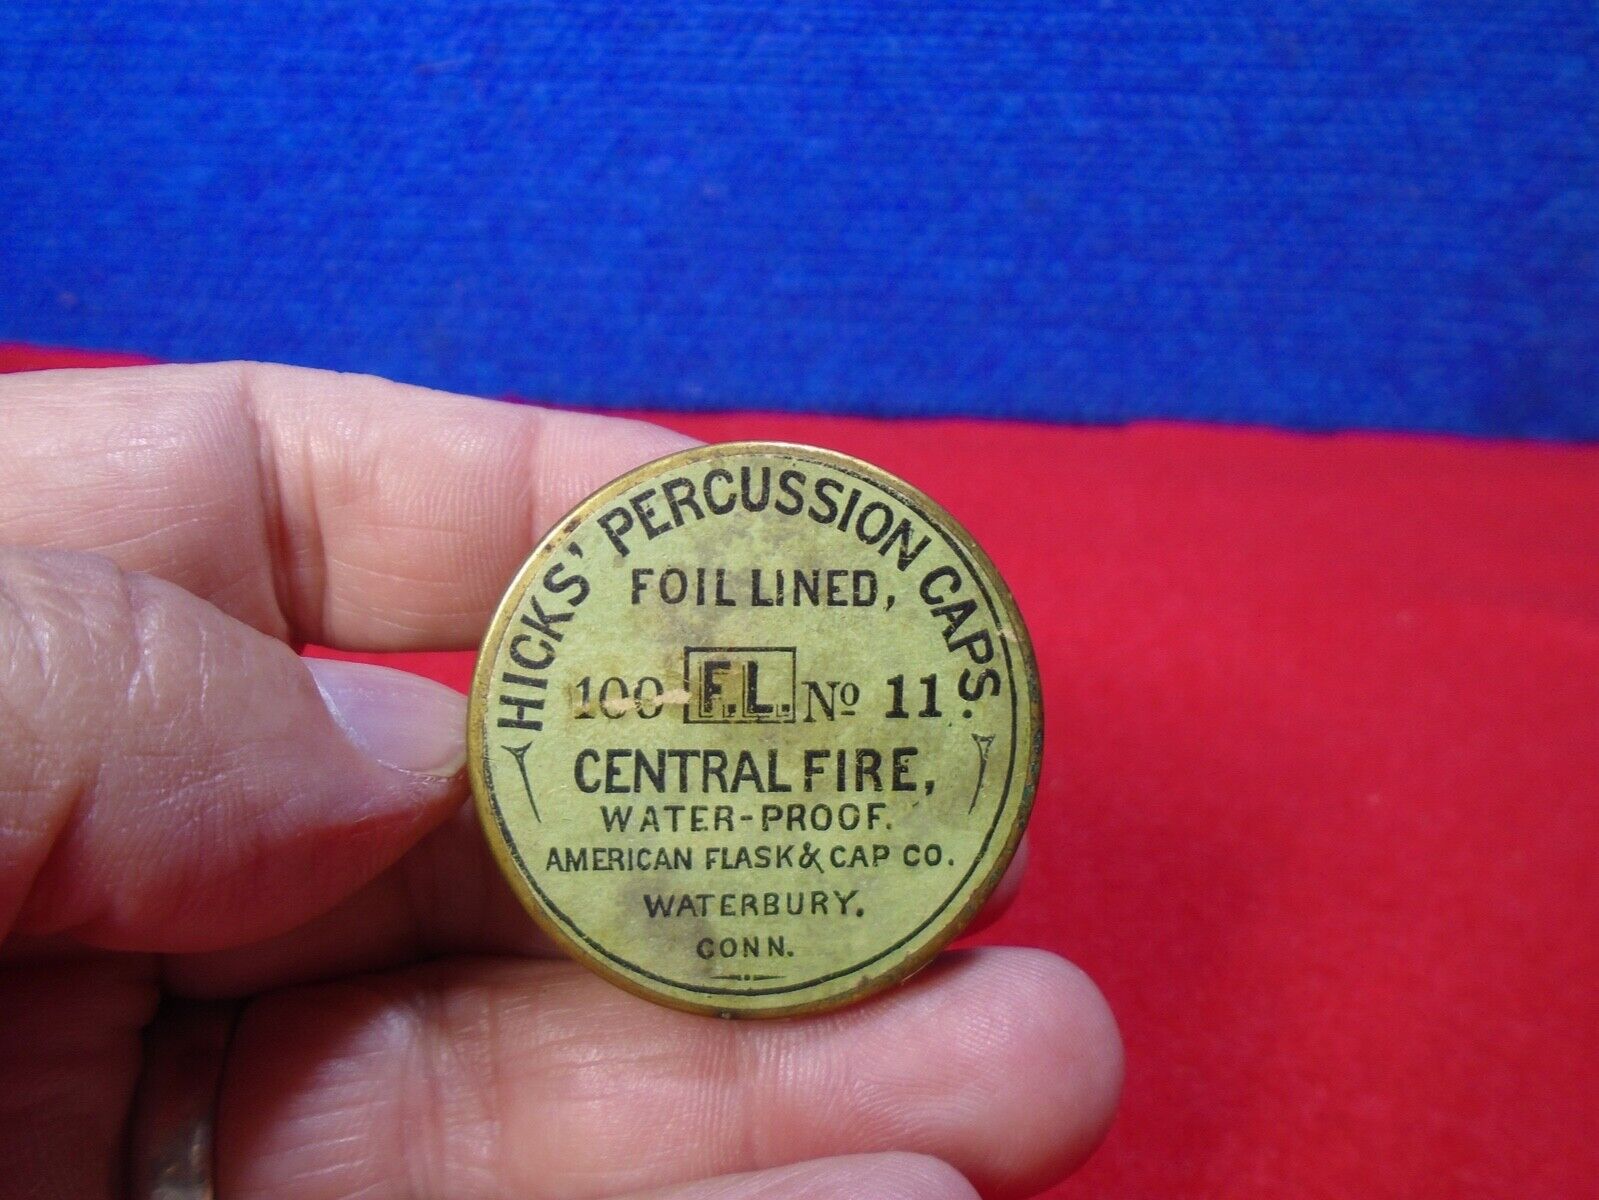 HICKS' PERCUSSION CAPS.
FOIL LINED,
100 F.L. No 11.
CENTRAL FIRE,
WATER-PROOF.
AMERICAN FLASK & CAP CO.
WATERBURY,
CONN.